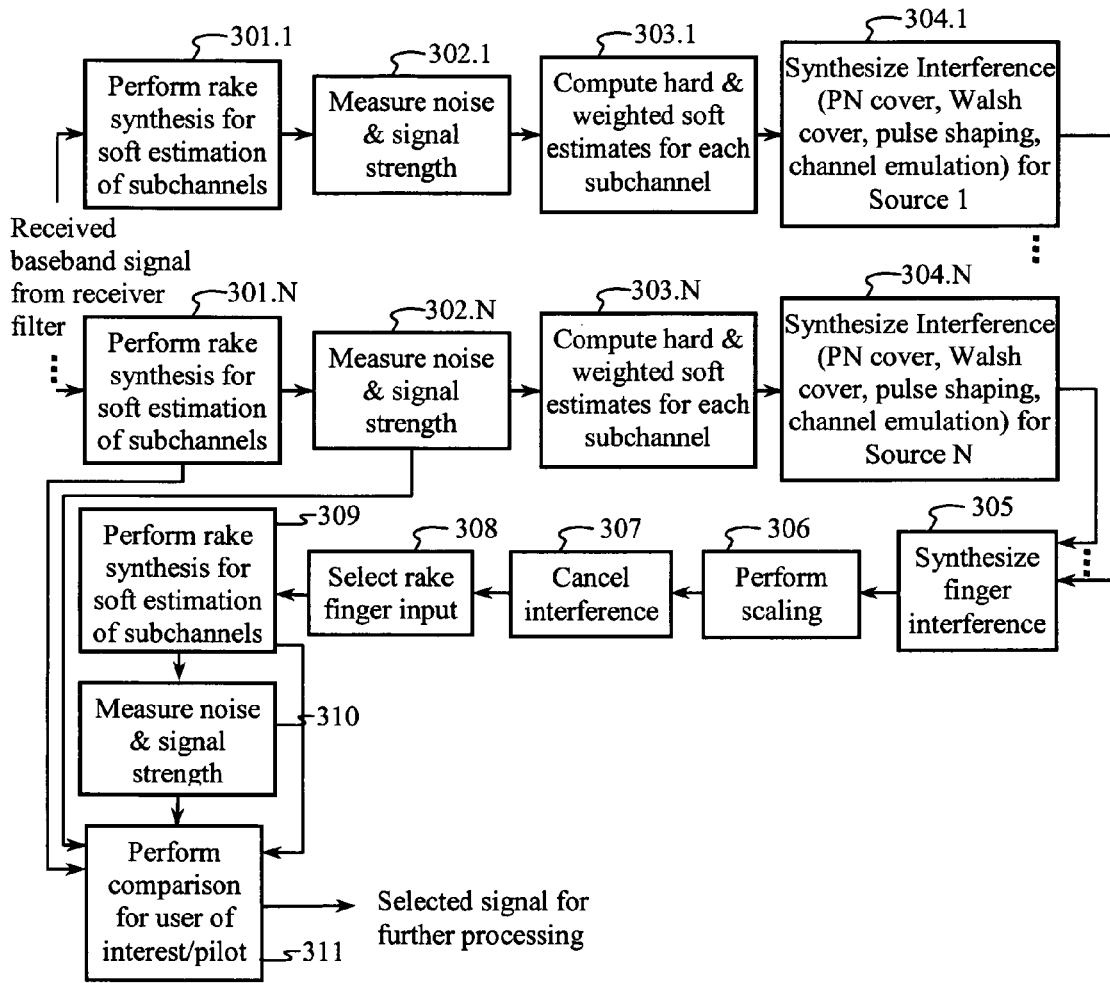 301.1
Perform rake
synthesis for
soft estimation
of subchannels
302.1
Measure noise
& signal
strength
303.1
Compute hard &
weighted soft
estimates for each
subchannel
304.1
Synthesize Interference
(PN cover, Walsh
cover, pulse shaping,
channel emulation) for
Source 1
Received
baseband signal
from receiver
filter
301.N
Perform rake
synthesis for
soft estimation
of subchannels
302.N
Measure noise
& signal
strength
303.N
Compute hard &
weighted soft
estimates for each
subchannel
304.N
Synthesize Interference
(PN cover, Walsh
cover, pulse shaping,
channel emulation) for
Source N
305
Synthesize
finger
interference
306
Perform
scaling
307
Cancel
interference
308
Select rake
finger input
309
Perform rake
synthesis for
soft estimation
of subchannels
Measure noise
& signal
strength
310
Perform
comparison
for user of
interest/pilot
311
Selected signal for
further processing